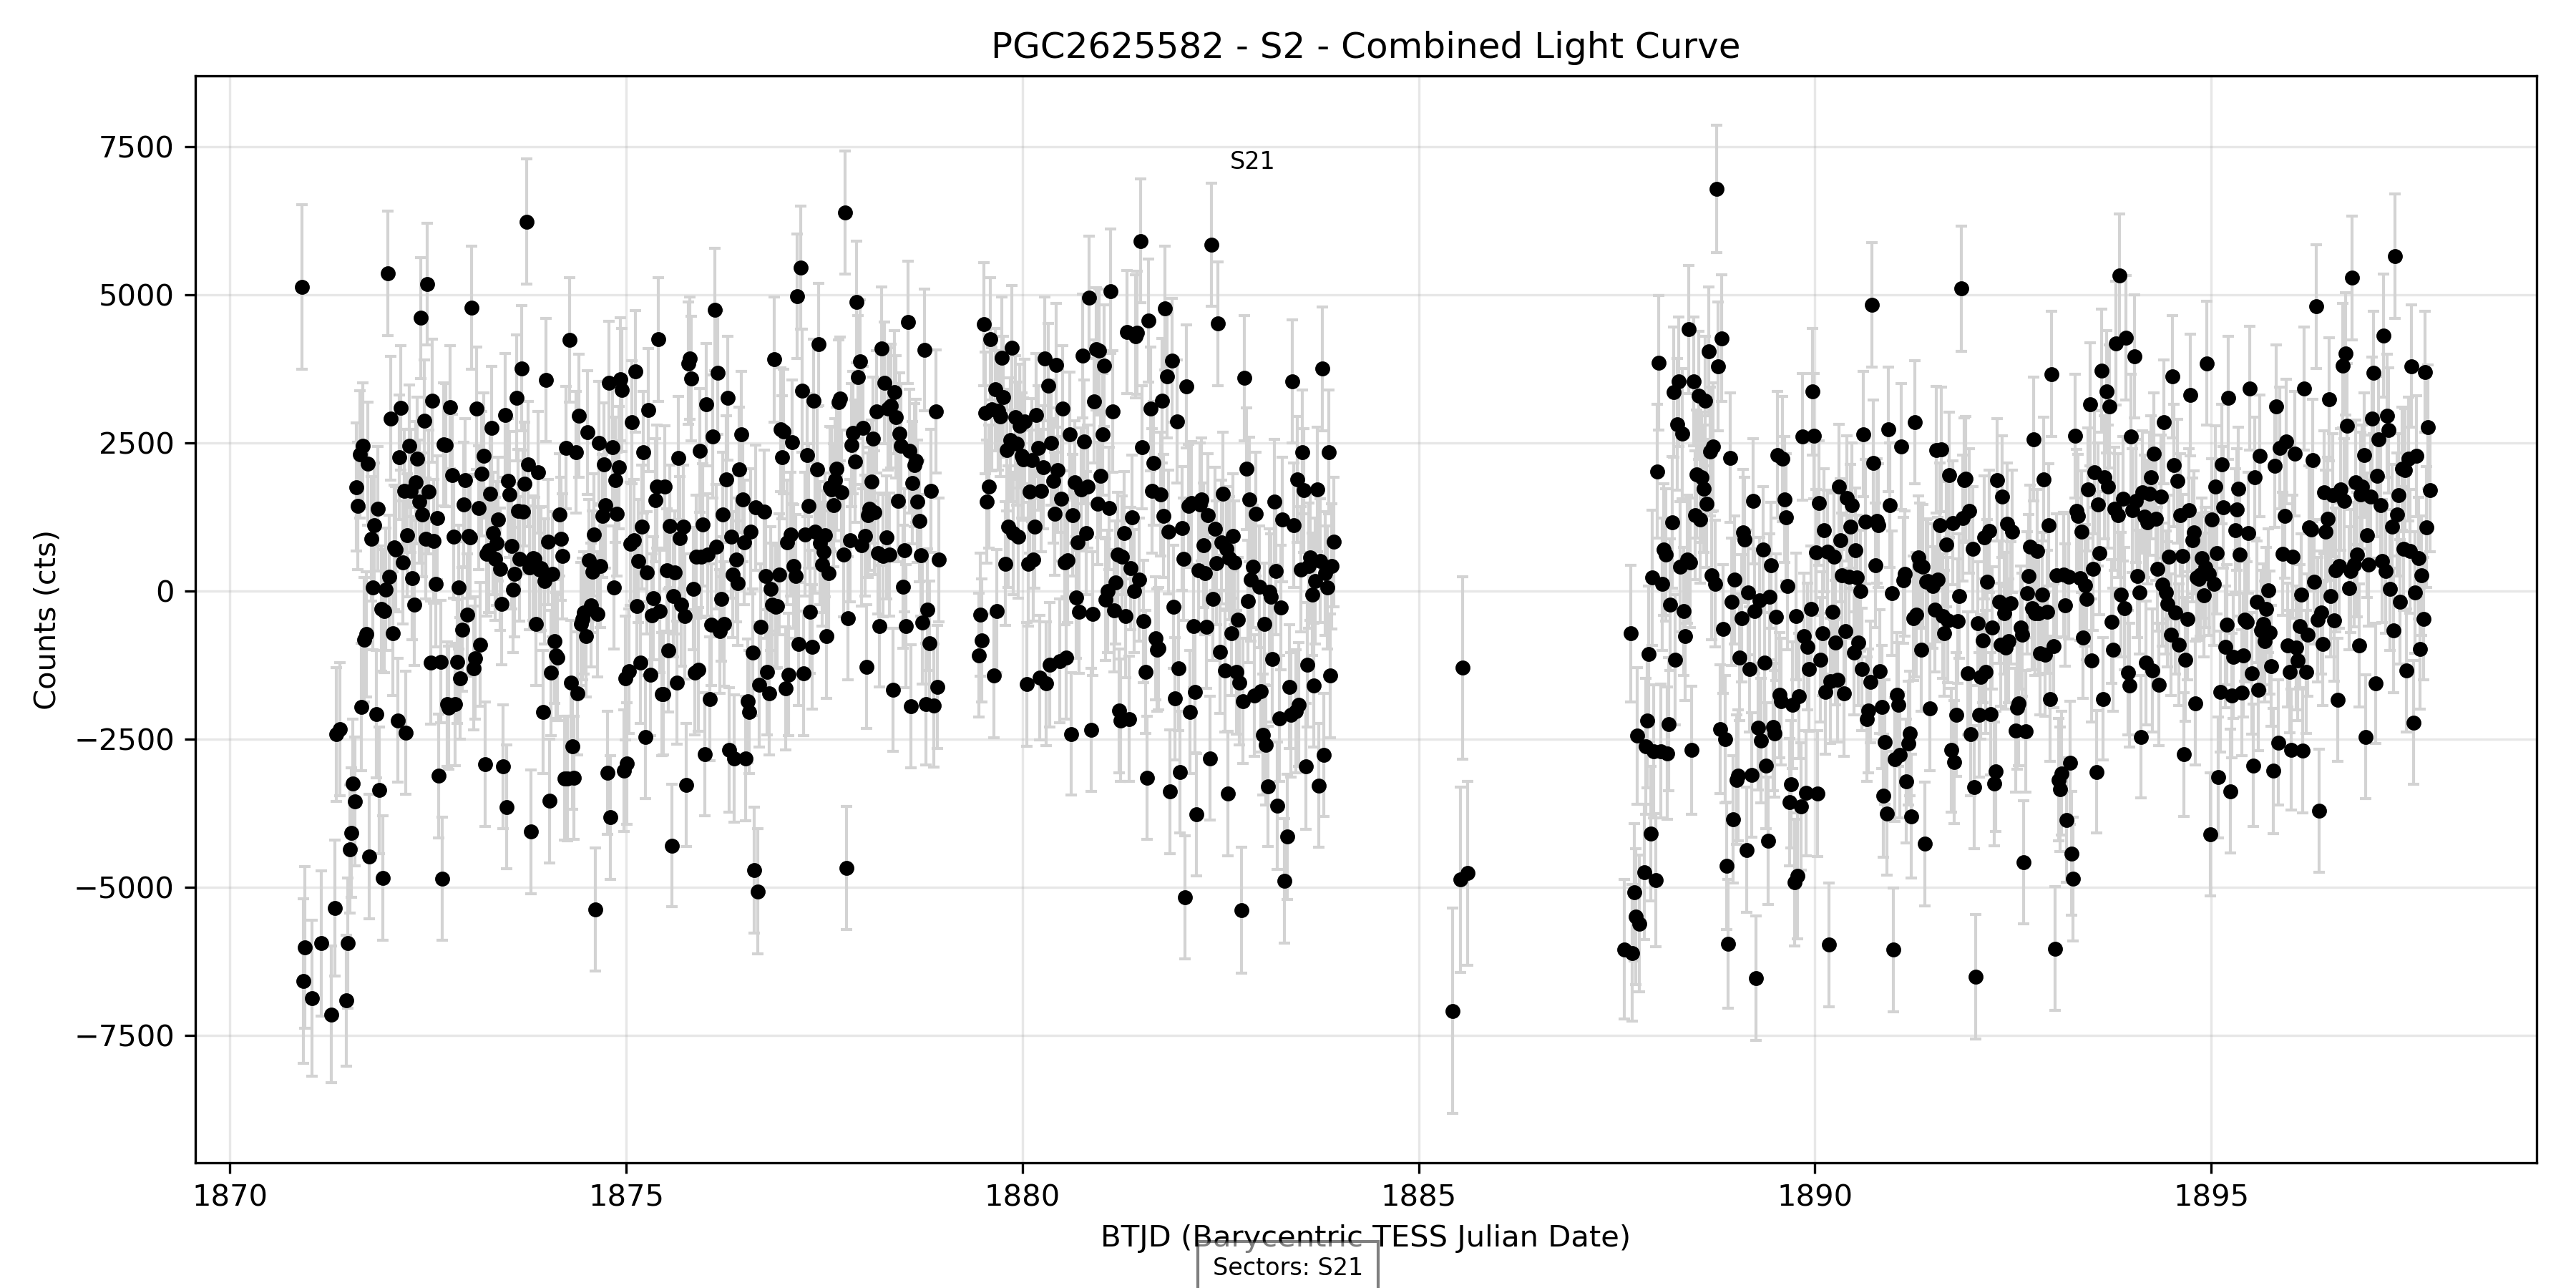 PGC2625582 - S2 - Combined Light Curve
S21
7500
5000
2500
0
−2500
−5000
−7500
Counts (cts)
1870 1875 1880 1885 1890 1895
BTJD (Barycentric TESS Julian Date)
Sectors: S21